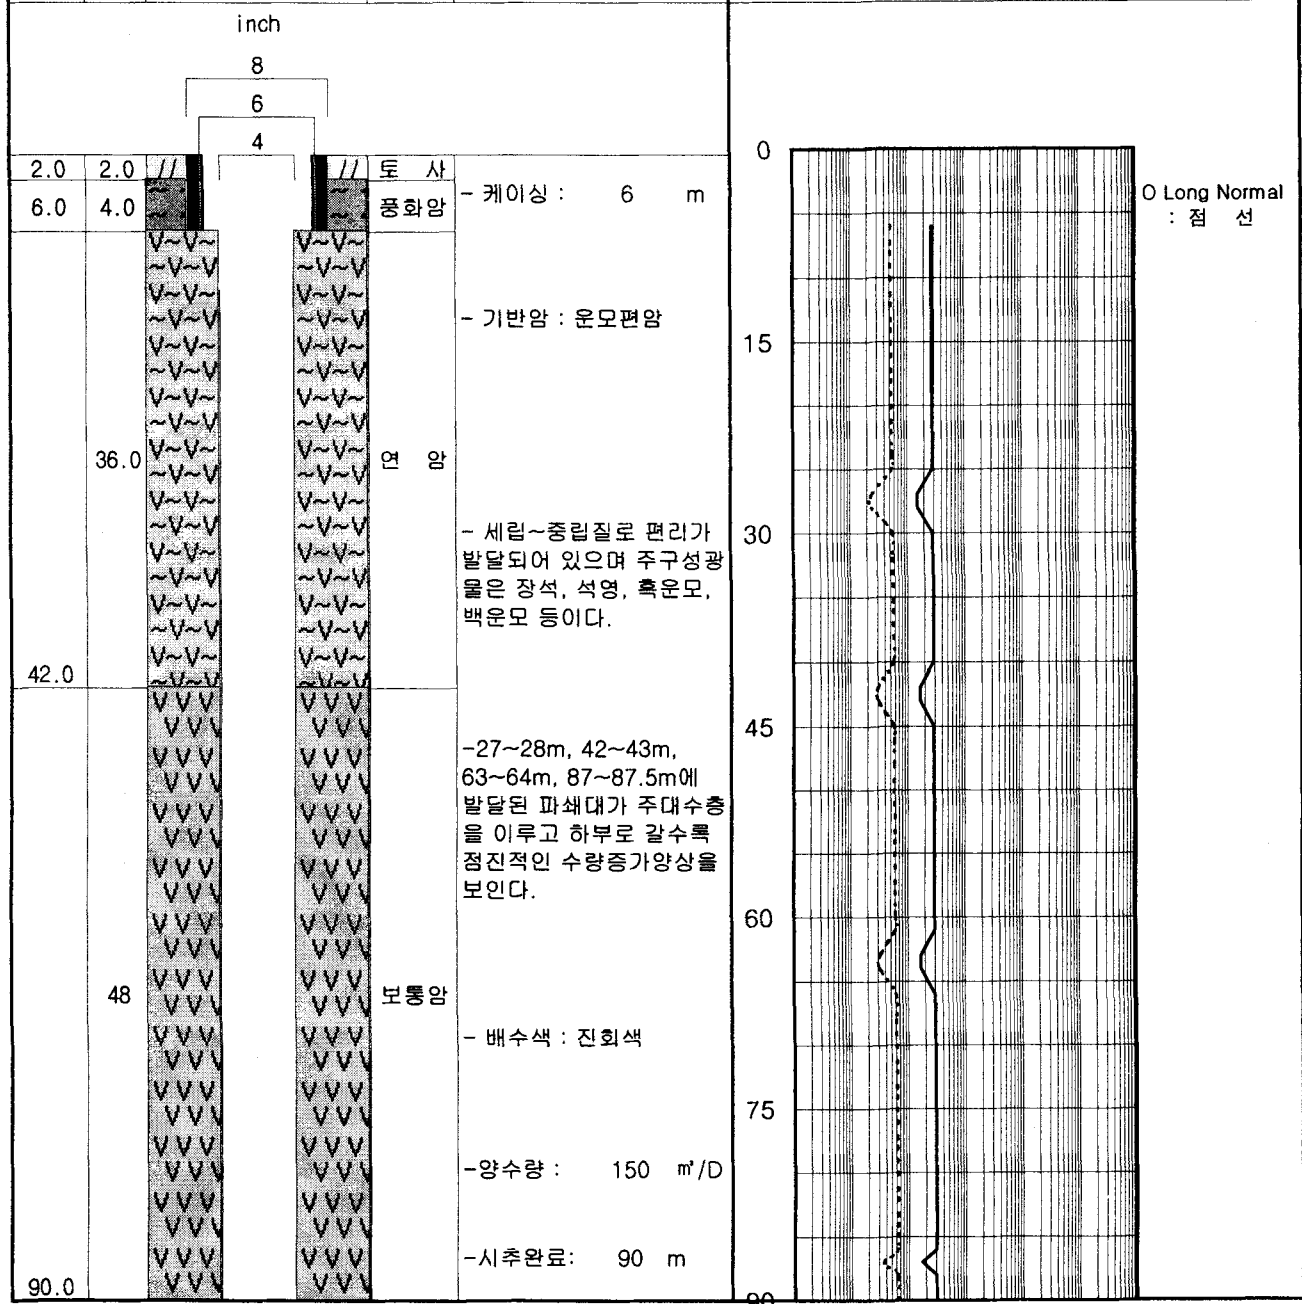 inch
8
6
4
2.0 2.0 토 사
6.0 4.0 풍화암
- 케이싱 : 6 m
- 기반암 : 운모편암
36.0 연 암
- 세립~중립질로 편리가
발달되어 있으며 주구성광
물은 장석, 석영, 흑운모,
백운모 등이다.
42.0
-27~28m, 42~43m,
63~64m, 87~87.5m에
발달된 파쇄대가 주대수층
을 이루고 하부로 갈수록
점진적인 수량증가양상을
보인다.
48 보통암
- 배수색 : 진회색
-양수량 : 150 ㎥/D
-시추완료: 90 m
90.0
0
15
30
45
60
75
90
O Long Normal
: 점 선